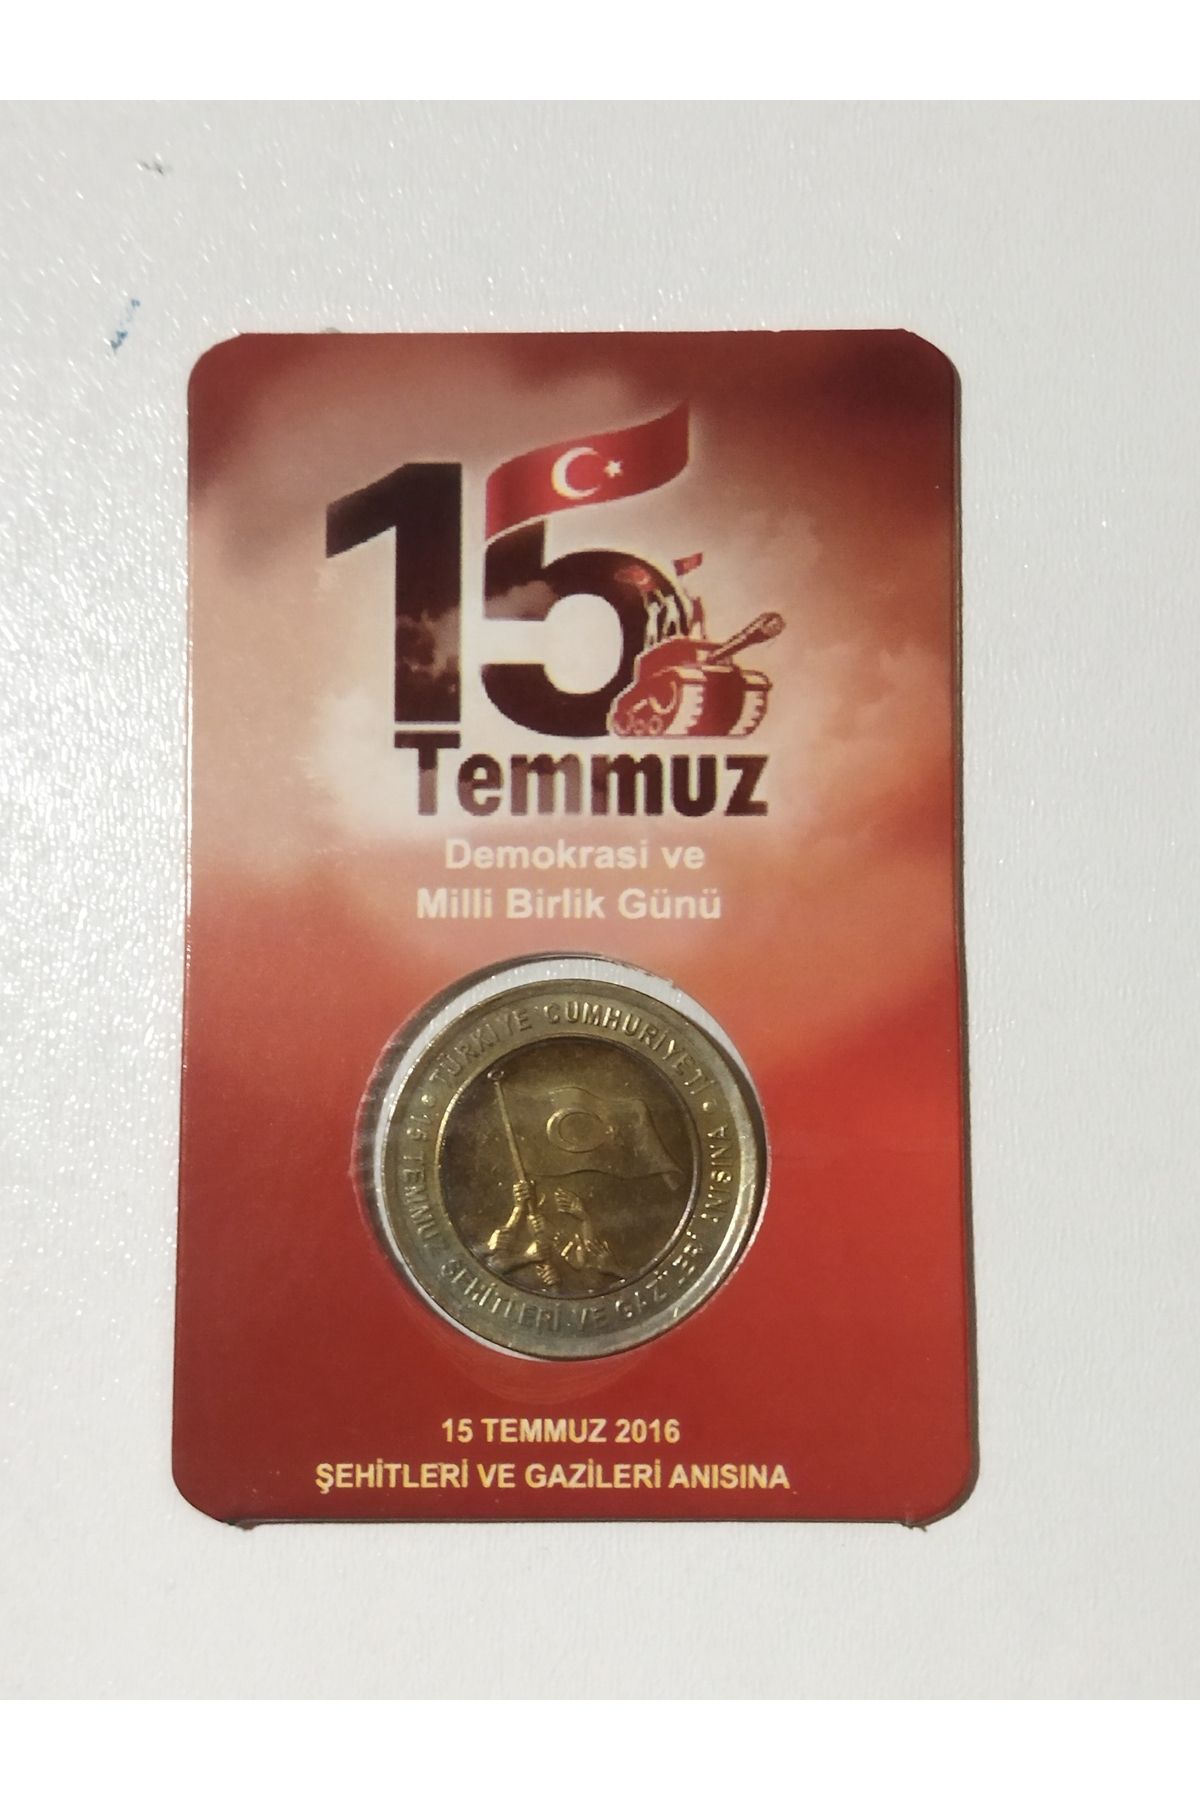 15
Temmuz
Demokrasi ve
Milli Birlik Günü
TÜRKİYE CUMHURİYETİ •
15 TEMMUZ ŞEHİTLERİ VE GAZİLERİ ANISINA •
15 TEMMUZ 2016
ŞEHİTLERİ VE GAZİLERİ ANISINA